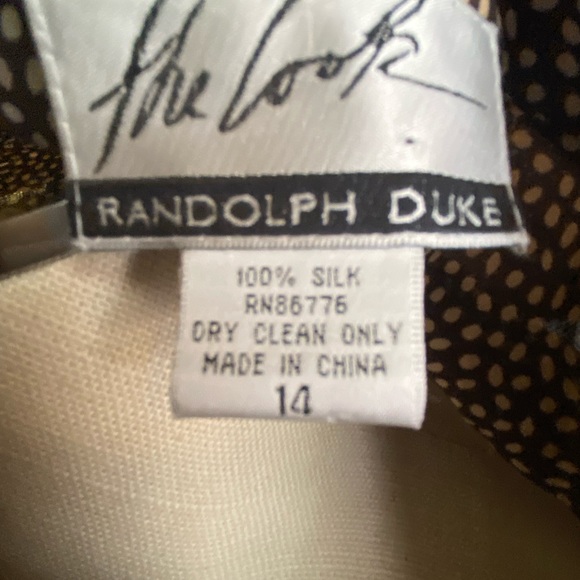 the Look
RANDOLPH DUKE
100% SILK
RN86776
DRY CLEAN ONLY
MADE IN CHINA
14